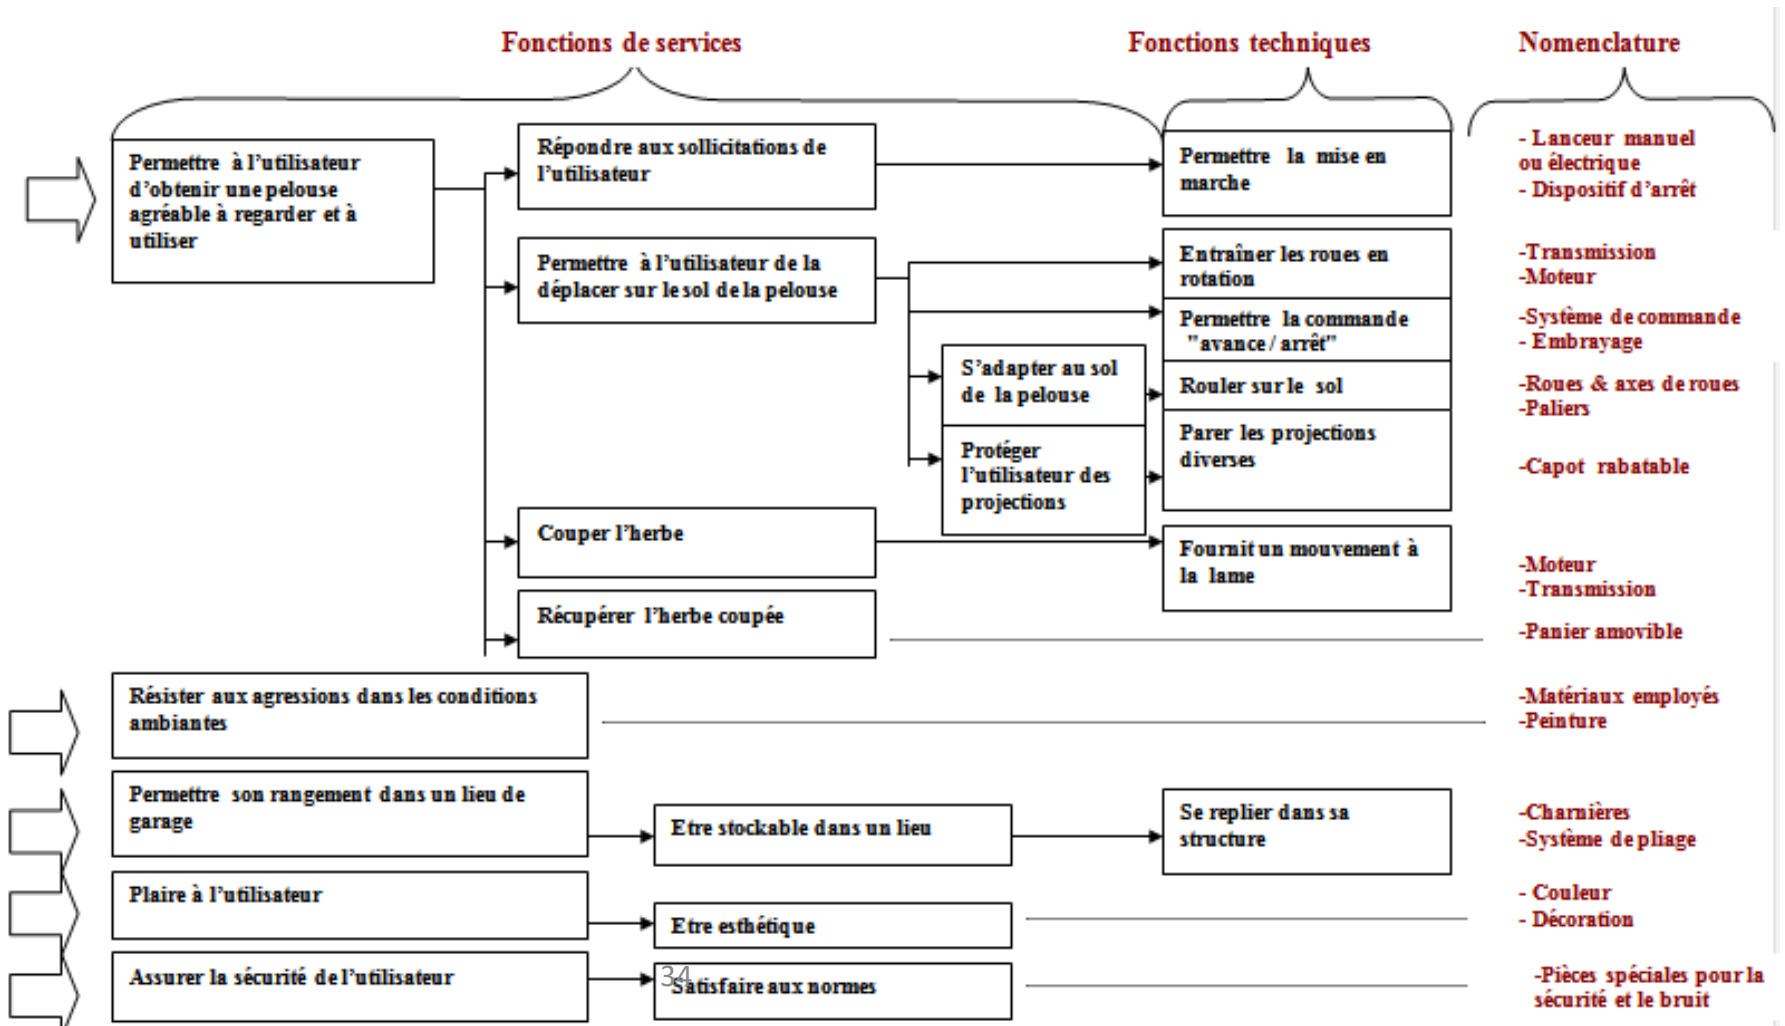 Fonctions de services
Fonctions techniques
Nomenclature
Permettre à l’utilisateur
d’obtenir une pelouse
agréable à regarder et à
utiliser
Répondre aux sollicitations de
l’utilisateur
Permettre la mise en
marche
- Lanceur manuel
ou électrique
- Dispositif d’arrêt
Permettre à l’utilisateur de la
déplacer sur le sol de la pelouse
Entraîner les roues en
rotation
-Transmission
-Moteur
Permettre la commande
"avance / arrêt"
-Système de commande
- Embrayage
S’adapter au sol
de la pelouse
Rouler sur le sol
-Roues & axes de roues
-Paliers
Protéger
l’utilisateur des
projections
Parer les projections
diverses
-Capot rabatable
Couper l’herbe
Fournit un mouvement à
la lame
-Moteur
-Transmission
Récupérer l’herbe coupée
-Panier amovible
Résister aux agressions dans les conditions
ambiantes
-Matériaux employés
-Peinture
Permettre son rangement dans un lieu de
garage
Etre stockable dans un lieu
Se replier dans sa
structure
-Charnières
-Système de pliage
Plaire à l’utilisateur
Etre esthétique
- Couleur
- Décoration
Assurer la sécurité de l’utilisateur
34
Satisfaire aux normes
-Pièces spéciales pour la
sécurité et le bruit